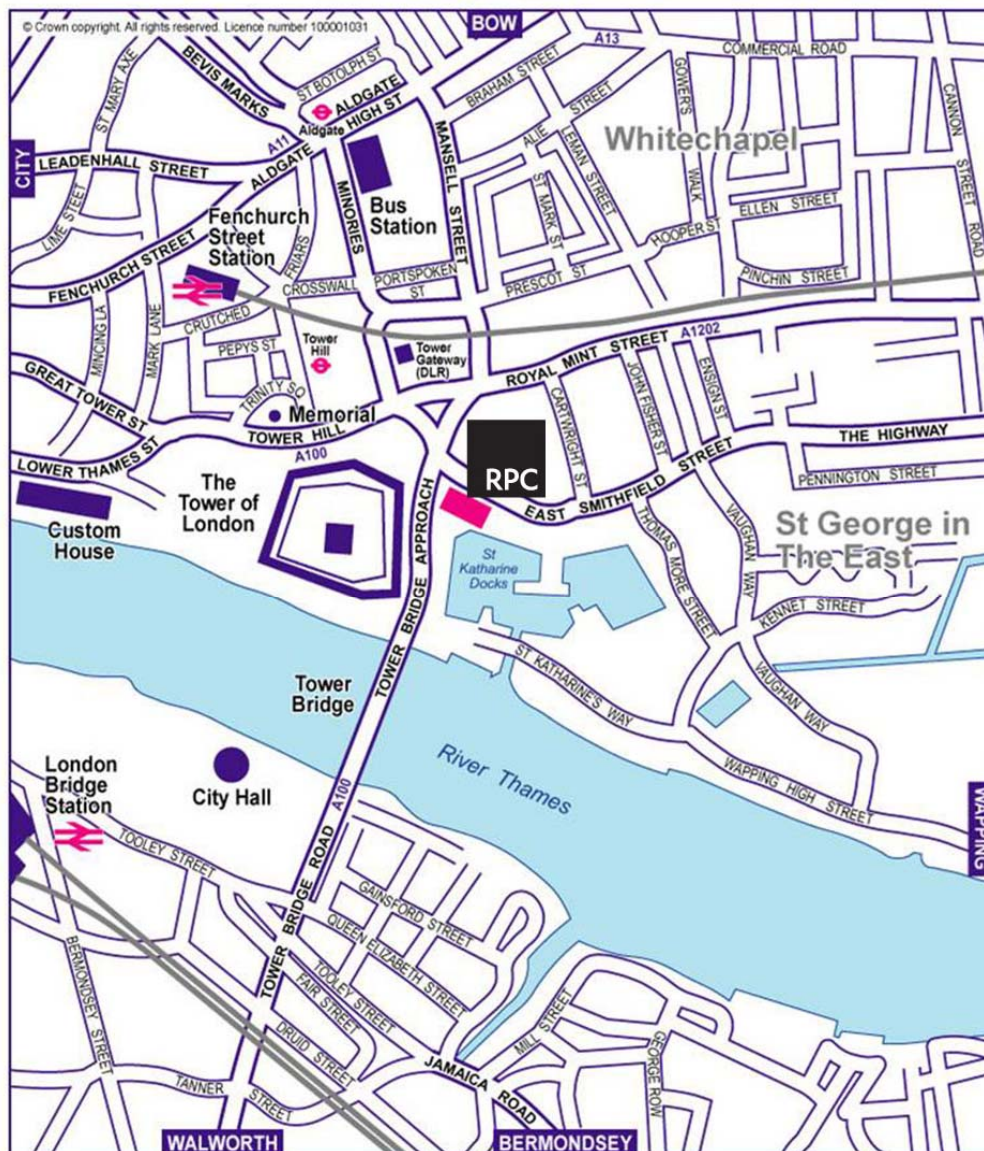 © Crown copyright. All rights reserved. Licence number 100001031
BOW
A13
COMMERCIAL ROAD
ST MARY AXE
BEVIS MARKS
ST BOTOLPH ST
ALDGATE
HIGH ST
Aldgate
BRAHAM STREET
GOWER'S
WALK
CANNON
STREET ROAD
CITY
LEADENHALL STREET
A11
ALDGATE
MANSELL STREET
ALIE STREET
LEMAN STREET
Whitechapel
LIME STREET
MINORIES
Bus
Station
ST MARK ST
ELLEN STREET
HOOPER ST
Fenchurch
Street
Station
FENCHURCH STREET
FRIARS
CROSSWALL
PORTSPOKEN
ST
PRESCOT ST
PINCHIN STREET
MINCING LA
MARK LANE
CRUTCHED
PEPYS ST
Tower
Hill
Tower
Gateway
(DLR)
ROYAL MINT STREET
A1202
GREAT TOWER ST
TRINITY SQ
Memorial
CARTWRIGHT ST
JOHN FISHER ST
ENSIGN ST
TOWER HILL
A100
THE HIGHWAY
LOWER THAMES ST
RPC
EAST SMITHFIELD
STREET
PENNINGTON STREET
The
Tower of
London
Custom
House
TOWER BRIDGE APPROACH
St
Katharine
Docks
THOMAS MORE STREET
VAUGHAN WAY
St George in
The East
KENNET STREET
ST KATHARINE'S WAY
VAUGHAN WAY
Tower
Bridge
River Thames
WAPPING HIGH STREET
WAPPING
London
Bridge
Station
City Hall
A100
TOOLEY STREET
TOWER BRIDGE ROAD
GAINSFORD STREET
QUEEN ELIZABETH STREET
TOOLEY STREET
FAIR STREET
DRUID STREET
BERMONDSEY STREET
TANNER
STREET
JAMAICA ROAD
MILL STREET
GEORGE ROW
WALWORTH
BERMONDSEY